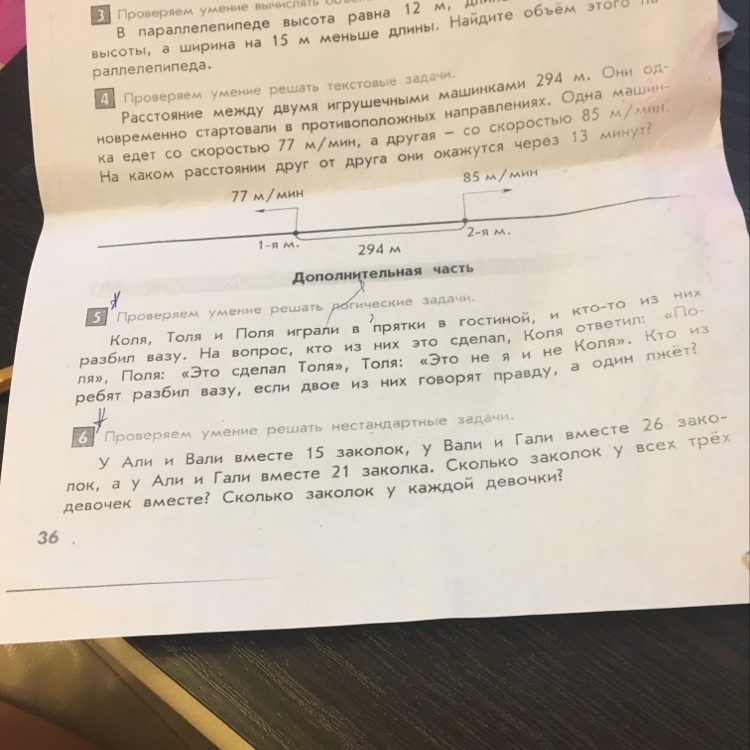 3 Проверяем умение вычислять объём
В параллелепипеде высота равна 12 м,
высоты, а ширина на 15 м меньше длины. Найдите объём этого па-
раллелепипеда.
4 Проверяем умение решать текстовые задачи.
Расстояние между двумя игрушечными машинками 294 м. Они од-
новременно стартовали в противоположных направлениях. Одна машин-
ка едет со скоростью 77 м/мин, а другая – со скоростью 85 м/мин.
На каком расстоянии друг от друга они окажутся через 13 минут?
77 м/мин 85 м/мин
1-я м. 294 м 2-я м.
Дополнительная часть
5 Проверяем умение решать логические задачи.
Коля, Толя и Поля играли в прятки в гостиной, и кто-то из них
разбил вазу. На вопрос, кто из них это сделал, Коля ответил: «По-
ля», Поля: «Это сделал Толя», Толя: «Это не я и не Коля». Кто из
ребят разбил вазу, если двое из них говорят правду, а один лжёт?
6 Проверяем умение решать нестандартные задачи.
У Али и Вали вместе 15 заколок, у Вали и Гали вместе 26 зако-
лок, а у Али и Гали вместе 21 заколка. Сколько заколок у всех трёх
девочек вместе? Сколько заколок у каждой девочки?
36